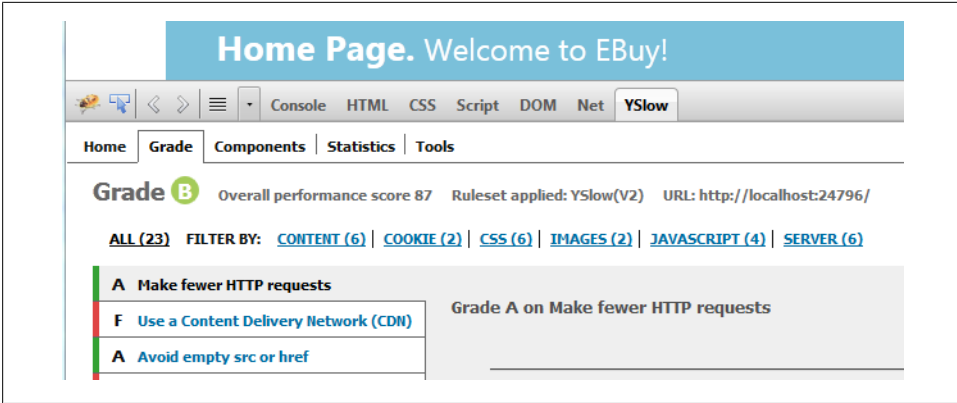 Home Page. Welcome to EBuy!
Console HTML CSS Script DOM Net YSlow
Home Grade Components Statistics Tools
Grade B Overall performance score 87 Ruleset applied: YSlow(V2) URL: http://localhost:24796/
ALL (23) FILTER BY: CONTENT (6) | COOKIE (2) | CSS (6) | IMAGES (2) | JAVASCRIPT (4) | SERVER (6)
A Make fewer HTTP requests
Grade A on Make fewer HTTP requests
F Use a Content Delivery Network (CDN)
A Avoid empty src or href